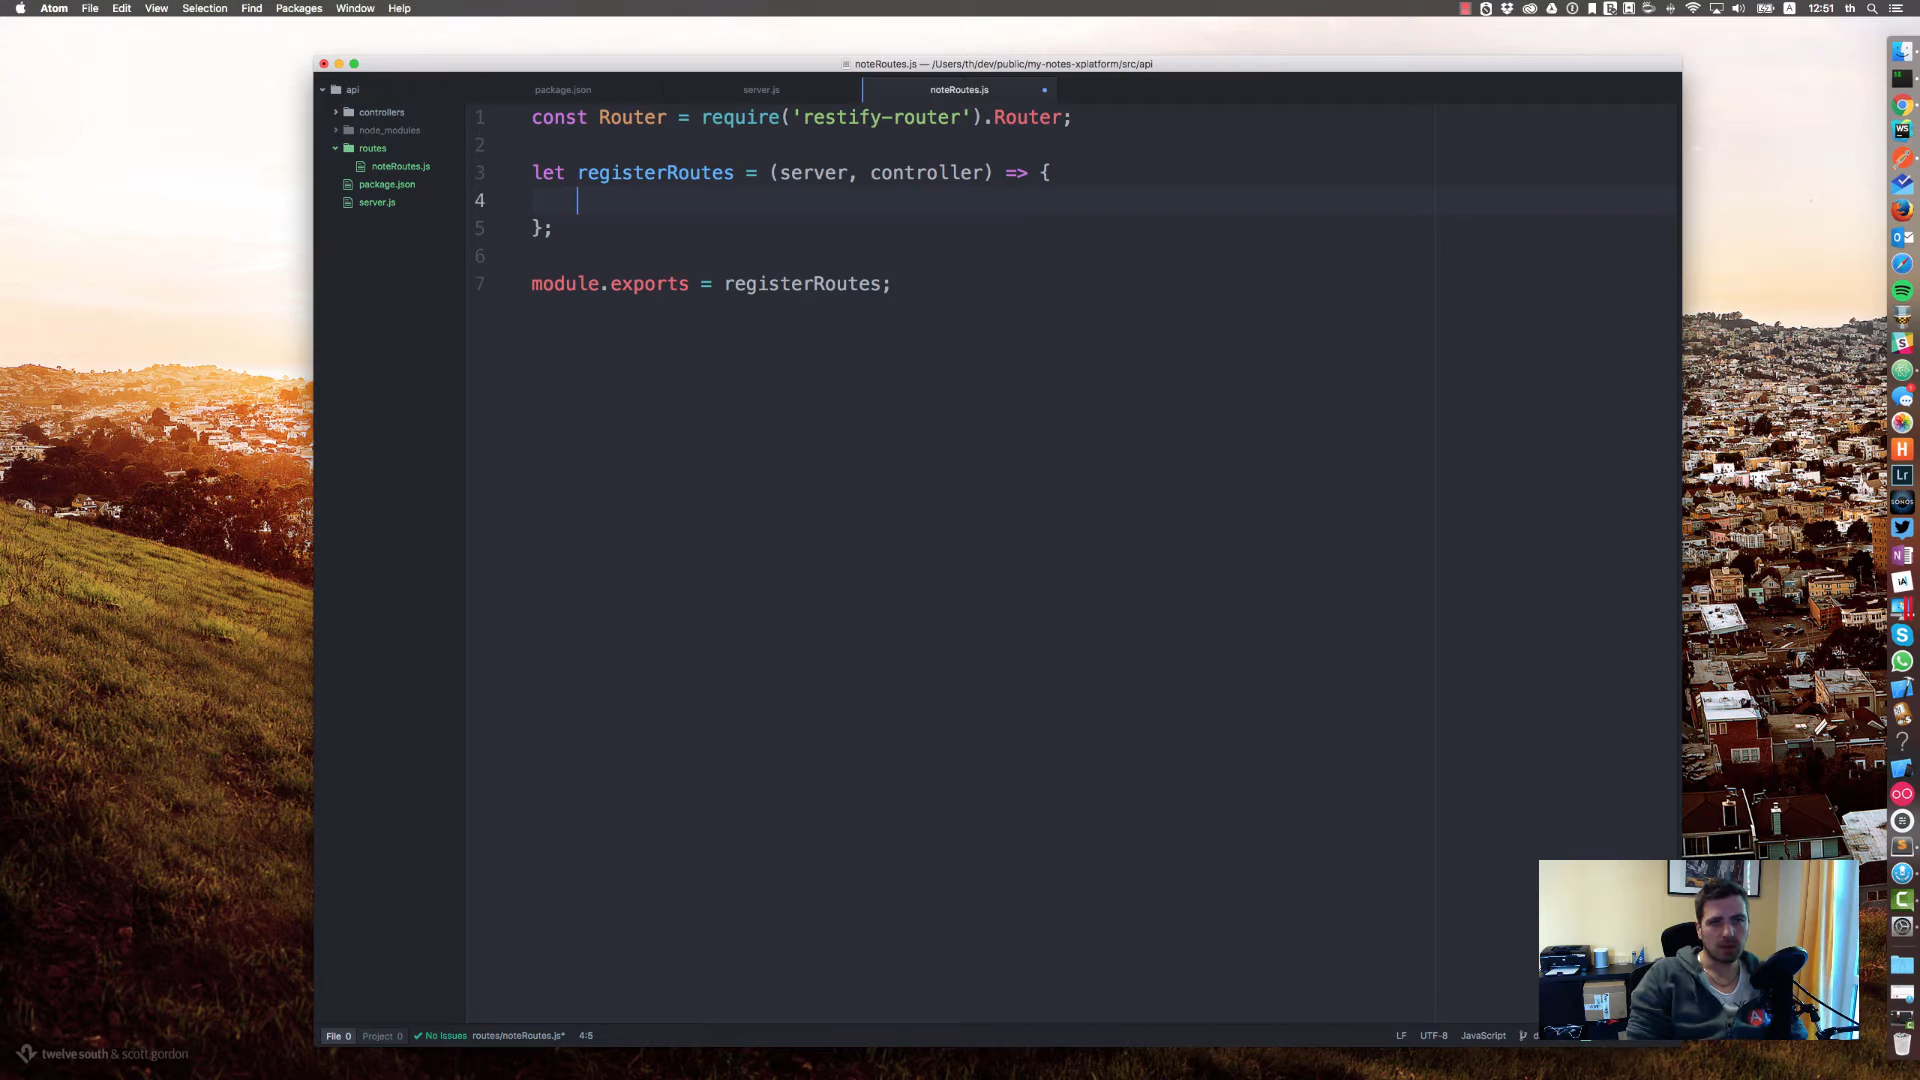 Atom File Edit View Selection Find Packages Window Help
12:51 th
noteRoutes.js — /Users/th/dev/public/my-notes-xplatform/src/api
api
controllers
node_modules
routes
noteRoutes.js
package.json
server.js
package.json server.js noteRoutes.js
1 const Router = require('restify-router').Router;
2
3 let registerRoutes = (server, controller) => {
4
5 };
6
7 module.exports = registerRoutes;
File 0 Project 0 No Issues routes/noteRoutes.js* 4:5
LF UTF-8 JavaScript
twelve south & scott gordon